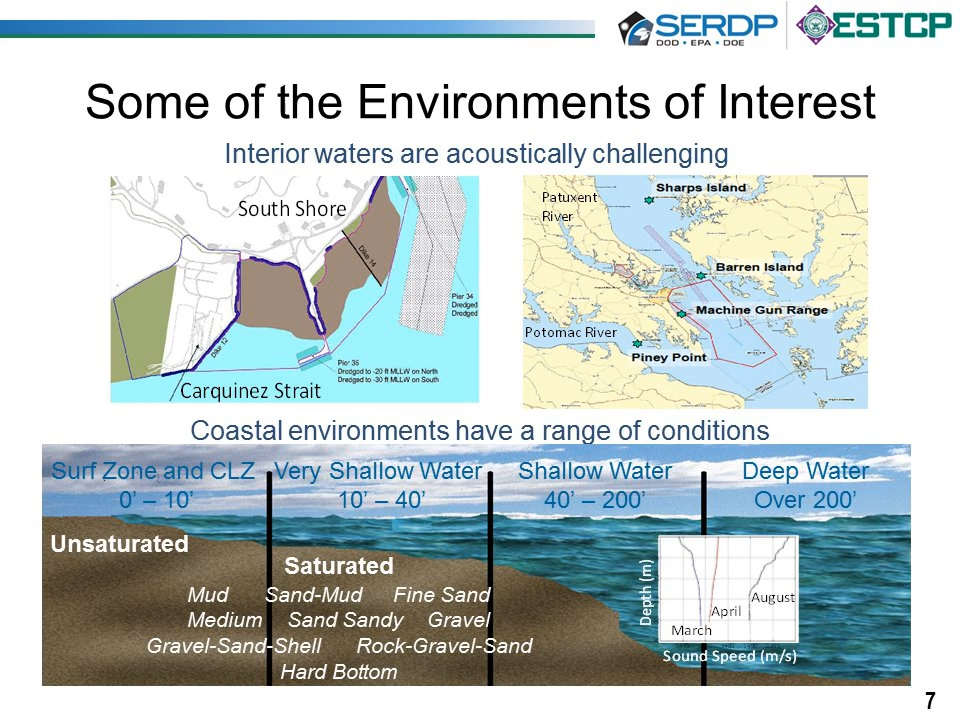 SERDP
DOD • EPA • DOE
ESTCP
Some of the Environments of Interest
Interior waters are acoustically challenging
South Shore
Dike 14
Pier 34
Dredged
Dredged
Dike 12
Pier 35
Dredged to -20 ft MLLW on North
Dredged to -30 ft MLLW on South
Carquinez Strait
Patuxent
River
Sharps Island
Barren Island
Machine Gun Range
Potomac River
Piney Point
Coastal environments have a range of conditions
Surf Zone and CLZ
0’ – 10’
Very Shallow Water
10’ – 40’
Shallow Water
40’ – 200’
Deep Water
Over 200’
Unsaturated
Saturated
Mud Sand-Mud Fine Sand
Medium Sand Sandy Gravel
Gravel-Sand-Shell Rock-Gravel-Sand
Hard Bottom
Depth (m)
August
April
March
Sound Speed (m/s)
7